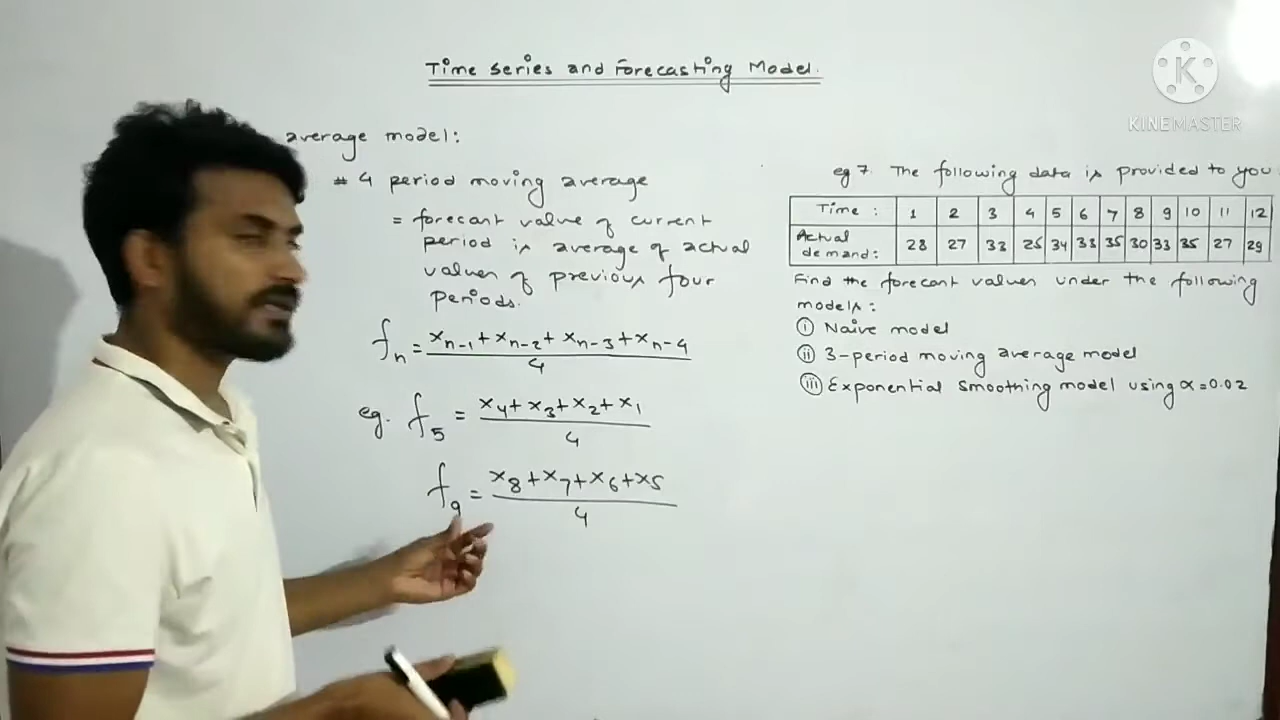 Time series and Forecasting Model.
K
KINEMASTER
average model:
# 4 period moving average
= forecast value of current
period is average of actual
values of previous four
periods.
fn = xn-1 + xn-2 + xn-3 + xn-4
4
eg. f5 = x4 + x3 + x2 + x1
4
f9 = x8 + x7 + x6 + x5
4
eg 7. The following data is provided to you
Time : 1 2 3 4 5 6 7 8 9 10 11 12
Actual demand: 28 27 33 25 34 33 35 30 33 35 27 29
Find the forecast values under the following
models :
(i) Naive model
(ii) 3-period moving average model
(iii) Exponential smoothing model using α = 0.02